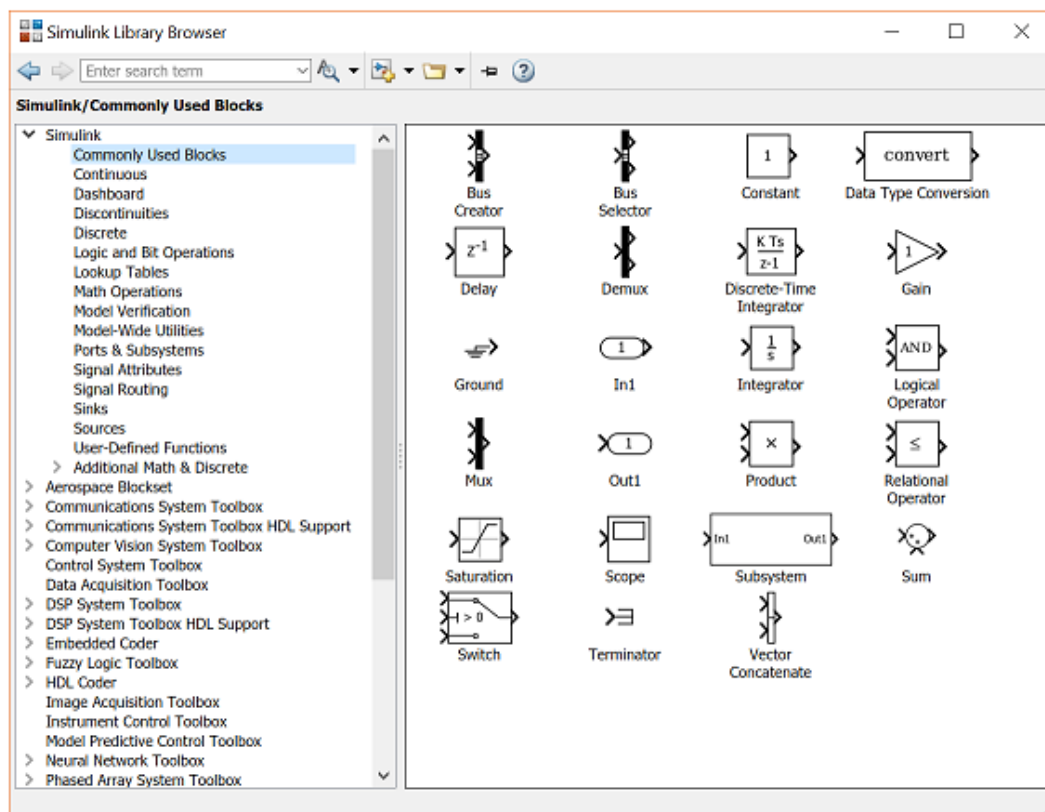 Simulink Library Browser
Enter search term
Simulink/Commonly Used Blocks
Simulink
Commonly Used Blocks
Continuous
Dashboard
Discontinuities
Discrete
Logic and Bit Operations
Lookup Tables
Math Operations
Model Verification
Model-Wide Utilities
Ports & Subsystems
Signal Attributes
Signal Routing
Sinks
Sources
User-Defined Functions
Additional Math & Discrete
Aerospace Blockset
Communications System Toolbox
Communications System Toolbox HDL Support
Computer Vision System Toolbox
Control System Toolbox
Data Acquisition Toolbox
DSP System Toolbox
DSP System Toolbox HDL Support
Embedded Coder
Fuzzy Logic Toolbox
HDL Coder
Image Acquisition Toolbox
Instrument Control Toolbox
Model Predictive Control Toolbox
Neural Network Toolbox
Phased Array System Toolbox
Bus
Creator
Bus
Selector
1
Constant
convert
Data Type Conversion
z⁻¹
Delay
Demux
K Ts
z-1
Discrete-Time
Integrator
1
Gain
Ground
1
In1
1
s
Integrator
AND
Logical
Operator
Mux
1
Out1
×
Product
≤
Relational
Operator
Saturation
Scope
In1 Out1
Subsystem
Sum
> 0
Switch
Terminator
Vector
Concatenate